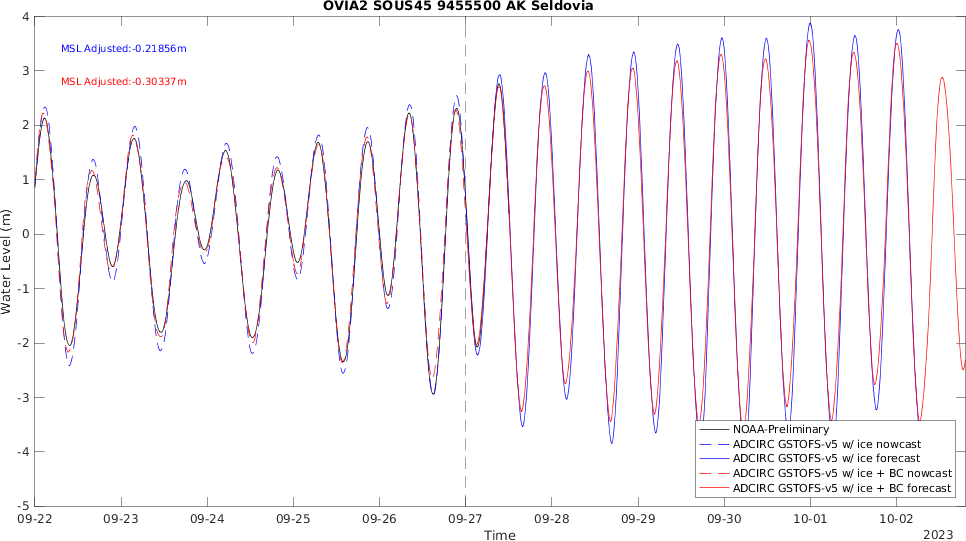 OVIA2 SOUS45 9455500 AK Seldovia
MSL Adjusted:-0.21856m
MSL Adjusted:-0.30337m
4
3
2
1
0
-1
-2
-3
-4
-5
Water Level (m)
NOAA-Preliminary
ADCIRC GSTOFS-v5 w/ ice nowcast
ADCIRC GSTOFS-v5 w/ ice forecast
ADCIRC GSTOFS-v5 w/ ice + BC nowcast
ADCIRC GSTOFS-v5 w/ ice + BC forecast
09-22 09-23 09-24 09-25 09-26 09-27 09-28 09-29 09-30 10-01 10-02
Time
2023